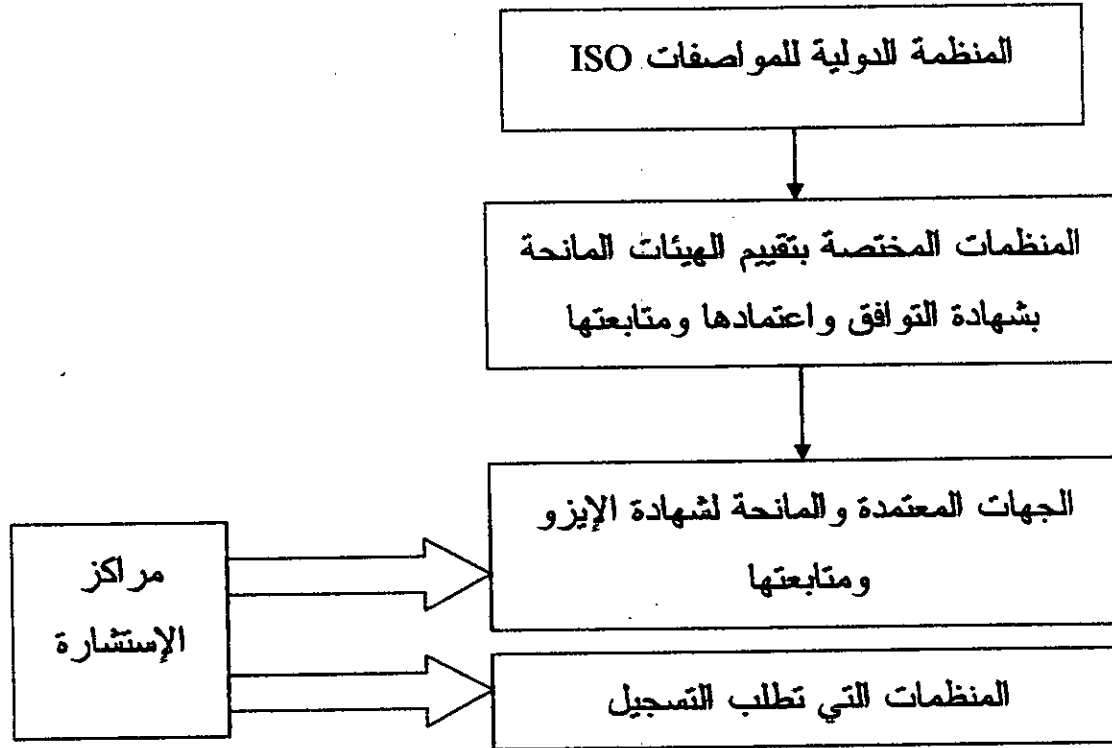 المنظمة الدولية للمواصفات ISO
المنظمات المختصة بتقييم الهيئات المانحة
بشهادة التوافق واعتمادها ومتابعتها
الجهات المعتمدة والمانحة لشهادة الإيزو
ومتابعتها
مراكز
الإستشارة
المنظمات التي تطلب التسجيل